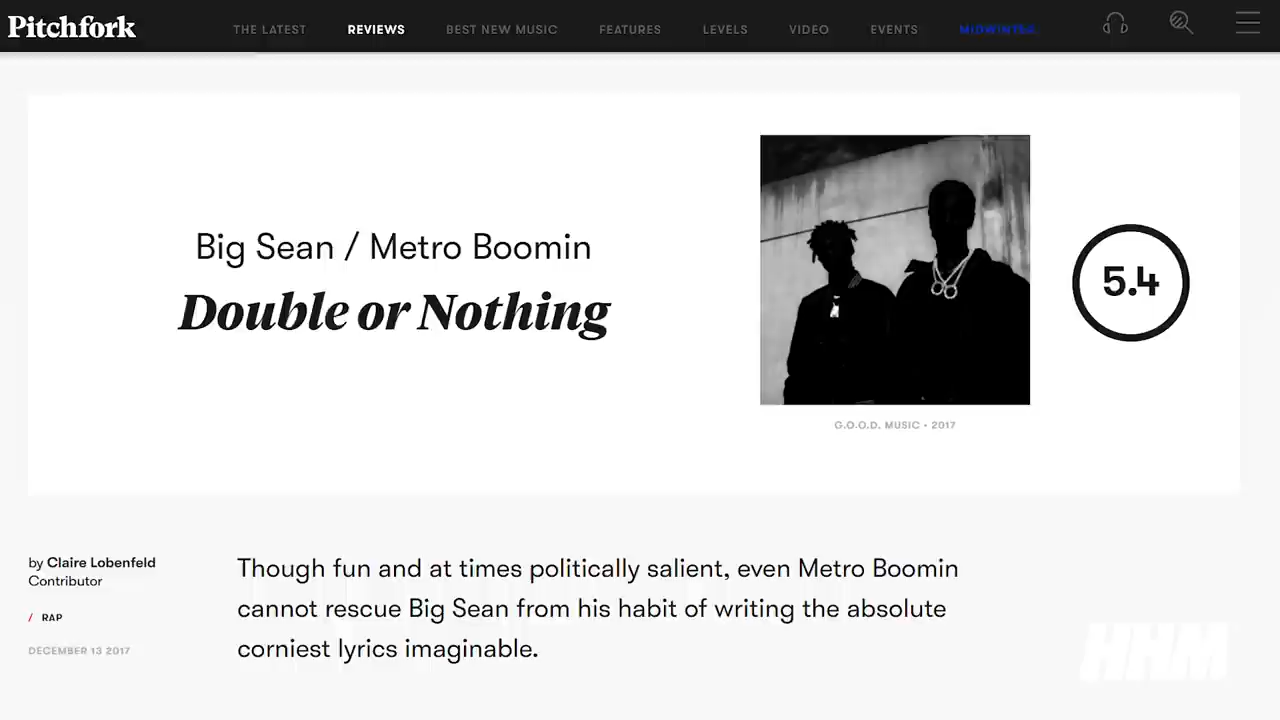 Pitchfork
THE LATEST
REVIEWS
BEST NEW MUSIC
FEATURES
LEVELS
VIDEO
EVENTS
MIDWINTER
Big Sean / Metro Boomin
Double or Nothing
5.4
G.O.O.D. MUSIC • 2017
by Claire Lobenfeld
Contributor
/ RAP
DECEMBER 13 2017
Though fun and at times politically salient, even Metro Boomin
cannot rescue Big Sean from his habit of writing the absolute
corniest lyrics imaginable.
HHM